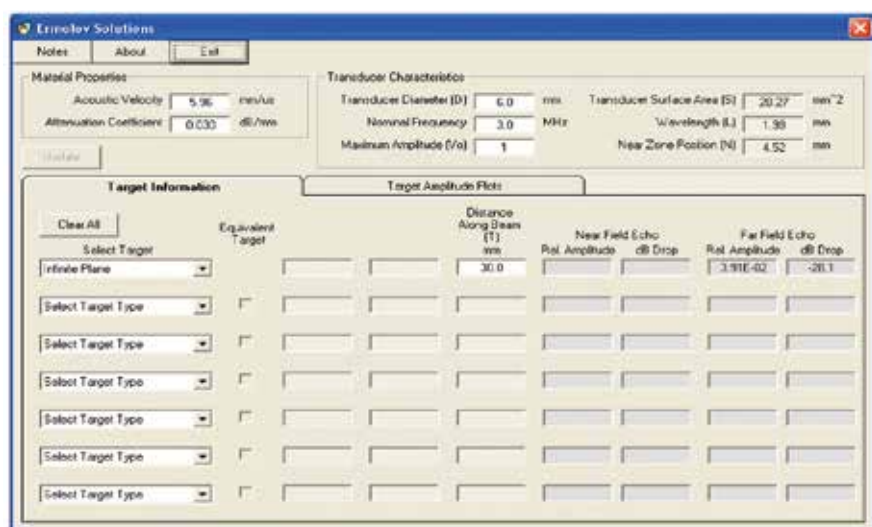 Ermolov Solutions
Notes About Exit
Material Properties Transducer Characteristics
Acoustic Velocity 5.96 mm/us Transducer Diameter (D) 6.0 mm Transducer Surface Area (S) 28.27 mm^2
Attenuation Coefficient 0.030 dB/mm Nominal Frequency 3.0 MHz Wavelength (L) 1.99 mm
Maximum Amplitude (Vo) 1 Near Zone Position (N) 4.52 mm
Update
Target Information Target Amplitude Plots
Clear All Equivalent Target Distance Along Beam (T) mm Near Field Echo Far Field Echo
Select Target Rel. Amplitude dB Drop Rel. Amplitude dB Drop
Infinite Plane 30.0 3.91E-02 -28.1
Select Target Type
Select Target Type
Select Target Type
Select Target Type
Select Target Type
Select Target Type